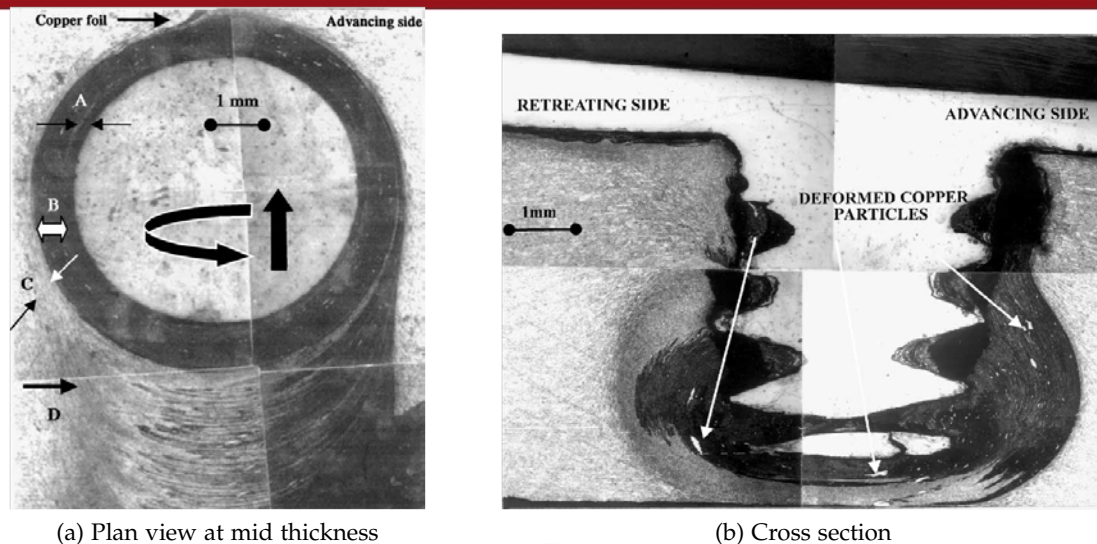 Copper foil
Advancing side
A
1 mm
B
C
D
RETREATING SIDE
ADVANCING SIDE
DEFORMED COPPER
PARTICLES
1mm
(a) Plan view at mid thickness
(b) Cross section